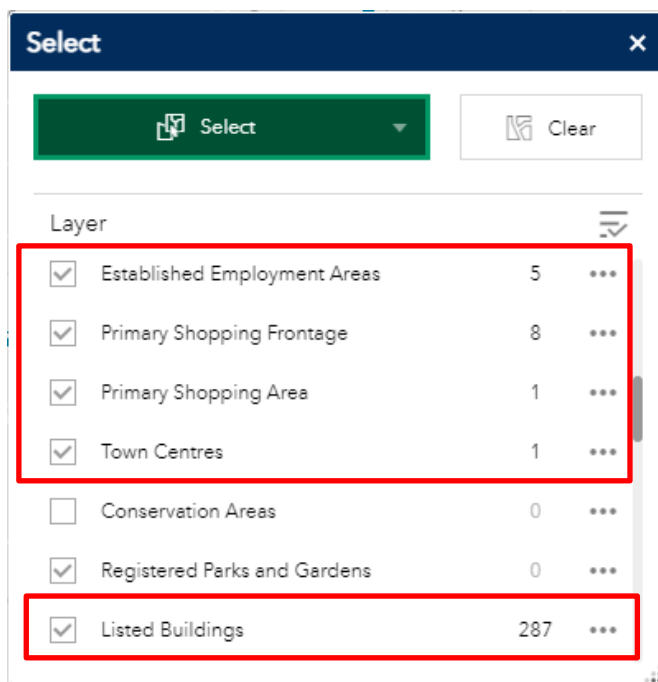 Select
Select
Clear
Layer
Established Employment Areas 5
Primary Shopping Frontage 8
Primary Shopping Area 1
Town Centres 1
Conservation Areas 0
Registered Parks and Gardens 0
Listed Buildings 287